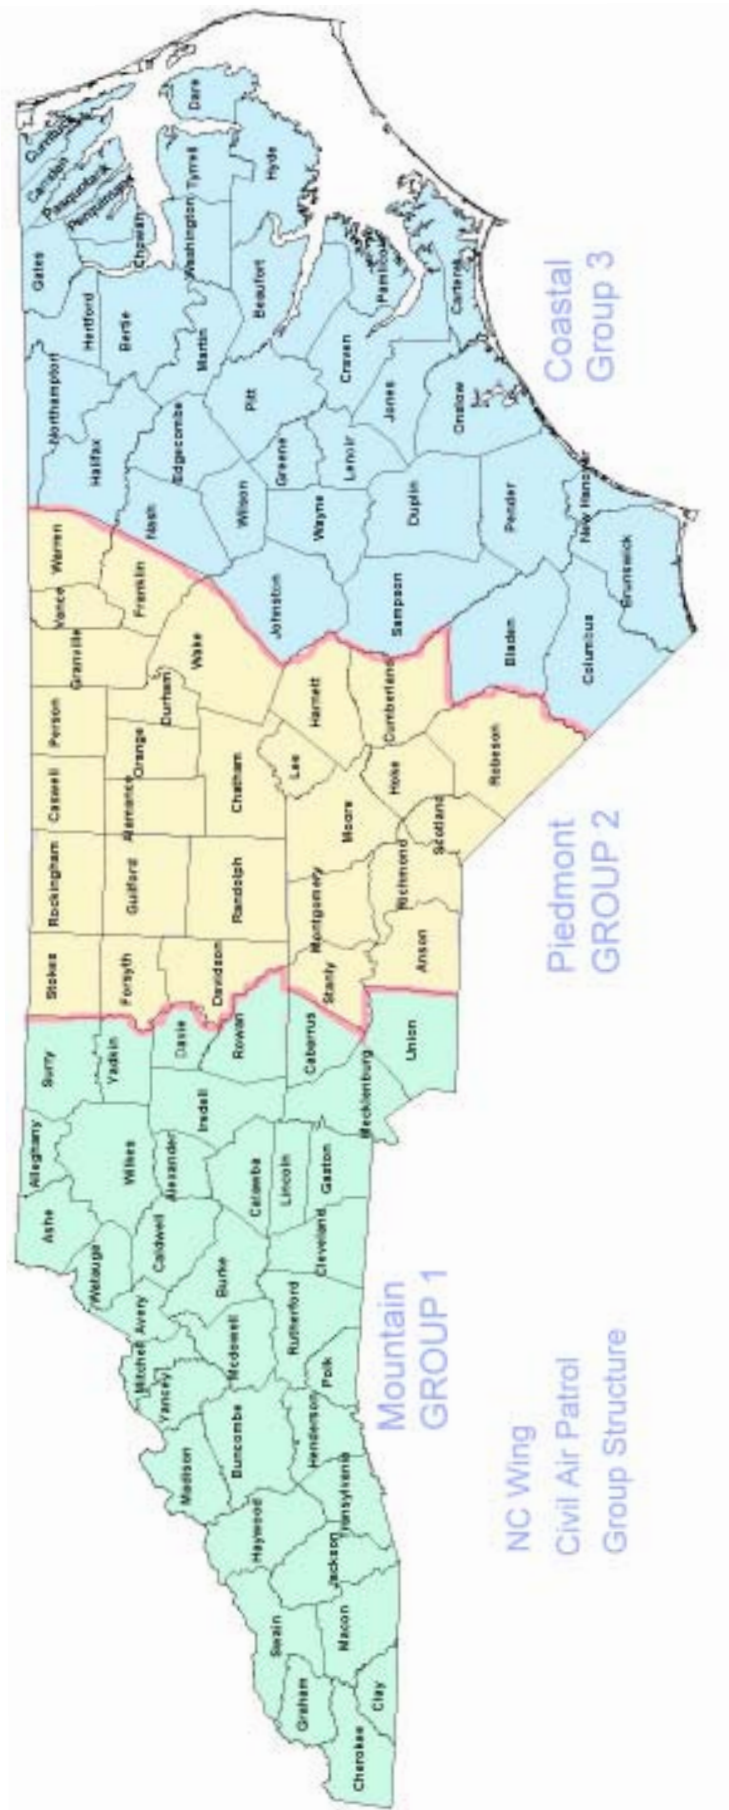 Currituck
Gates
Alleghany
Camden
Ashe
Surry
Stokes
Rockingham
Caswell
Person
Northampton
Warren
Vance
Pasquotank
Granville
Hertford
Halifax
Watauga
Perquimans
Yadkin
Forsyth
Guilford
Alamance
Orange
Franklin
Bertie
Chowan
Wilkes
Mitchell
Avery
Caldwell
Nash
Yancey
Durham
Alexander
Davie
Edgecombe
Madison
Washington
Tyrrell
Dare
Wake
Martin
Iredell
Davidson
Burke
Mcdowell
Buncombe
Randolph
Chatham
Rowan
Wilson
Pitt
Haywood
Catawba
Beaufort
Hyde
Swain
Johnston
Greene
Lincoln
Rutherford
Lee
Graham
Cabarrus
Henderson
Harnett
Wayne
Cleveland
Gaston
Polk
Stanly
Montgomery
Jackson
Transylvania
Macon
Moore
Lenoir
Craven
Cherokee
Mecklenburg
Clay
Pamlico
Cumberland
Hoke
Sampson
Jones
Richmond
Union
Anson
Duplin
Scotland
Carteret
Onslow
Robeson
Bladen
Pender
New Hanover
Columbus
Brunswick
Mountain
GROUP 1
Piedmont
GROUP 2
Coastal
Group 3
NC Wing
Civil Air Patrol
Group Structure